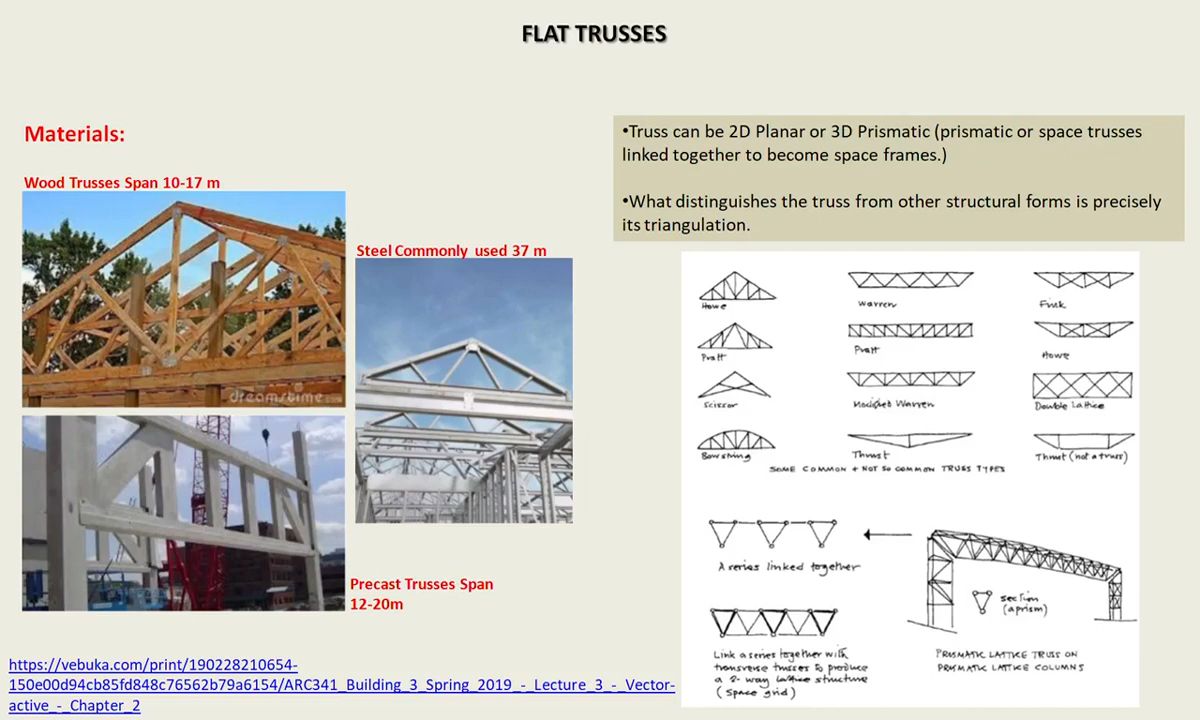 FLAT TRUSSES
Materials:
Wood Trusses Span 10-17 m
dreamstime
Steel Commonly used 37 m
Precast Trusses Span
12-20m
https://vebuka.com/print/190228210654-
150e00d94cb85fd848c76562b79a6154/ARC341_Building_3_Spring_2019_-_Lecture_3_-_Vector-
active_-_Chapter_2
•Truss can be 2D Planar or 3D Prismatic (prismatic or space trusses
linked together to become space frames.)
•What distinguishes the truss from other structural forms is precisely
its triangulation.
Howe
Warren
Fink
Pratt
Pratt
Howe
Scissor
Modified Warren
Double Lattice
Bowstring
Thrust
Thrust (not a truss)
SOME COMMON + NOT SO COMMON TRUSS TYPES
A series linked together
section
(a prism)
Link a series together with
transverse trusses to produce
a 2-way lattice structure
(space grid)
PRISMATIC LATTICE TRUSS ON
PRISMATIC LATTICE COLUMNS